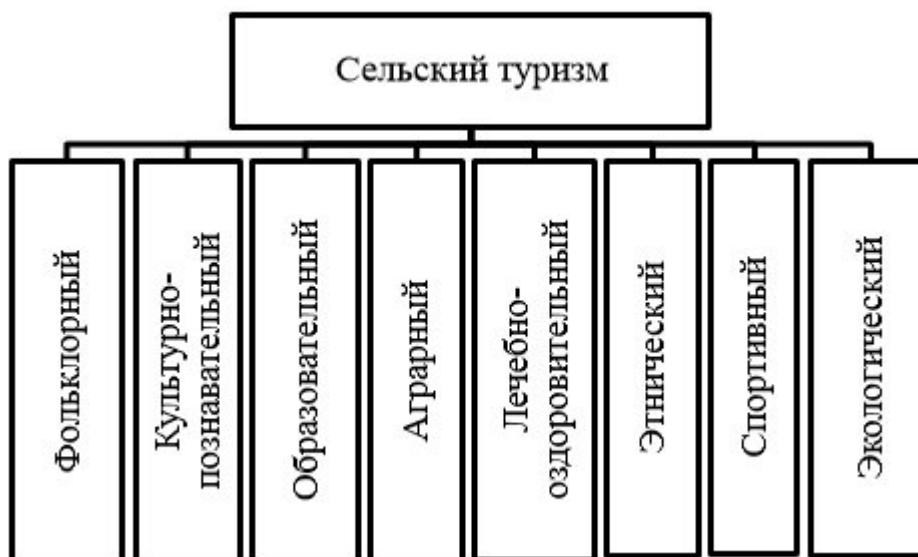 Сельский туризм
Фольклорный
Культурно-
познавательный
Образовательный
Аграрный
Лечебно-
оздоровительный
Этнический
Спортивный
Экологический